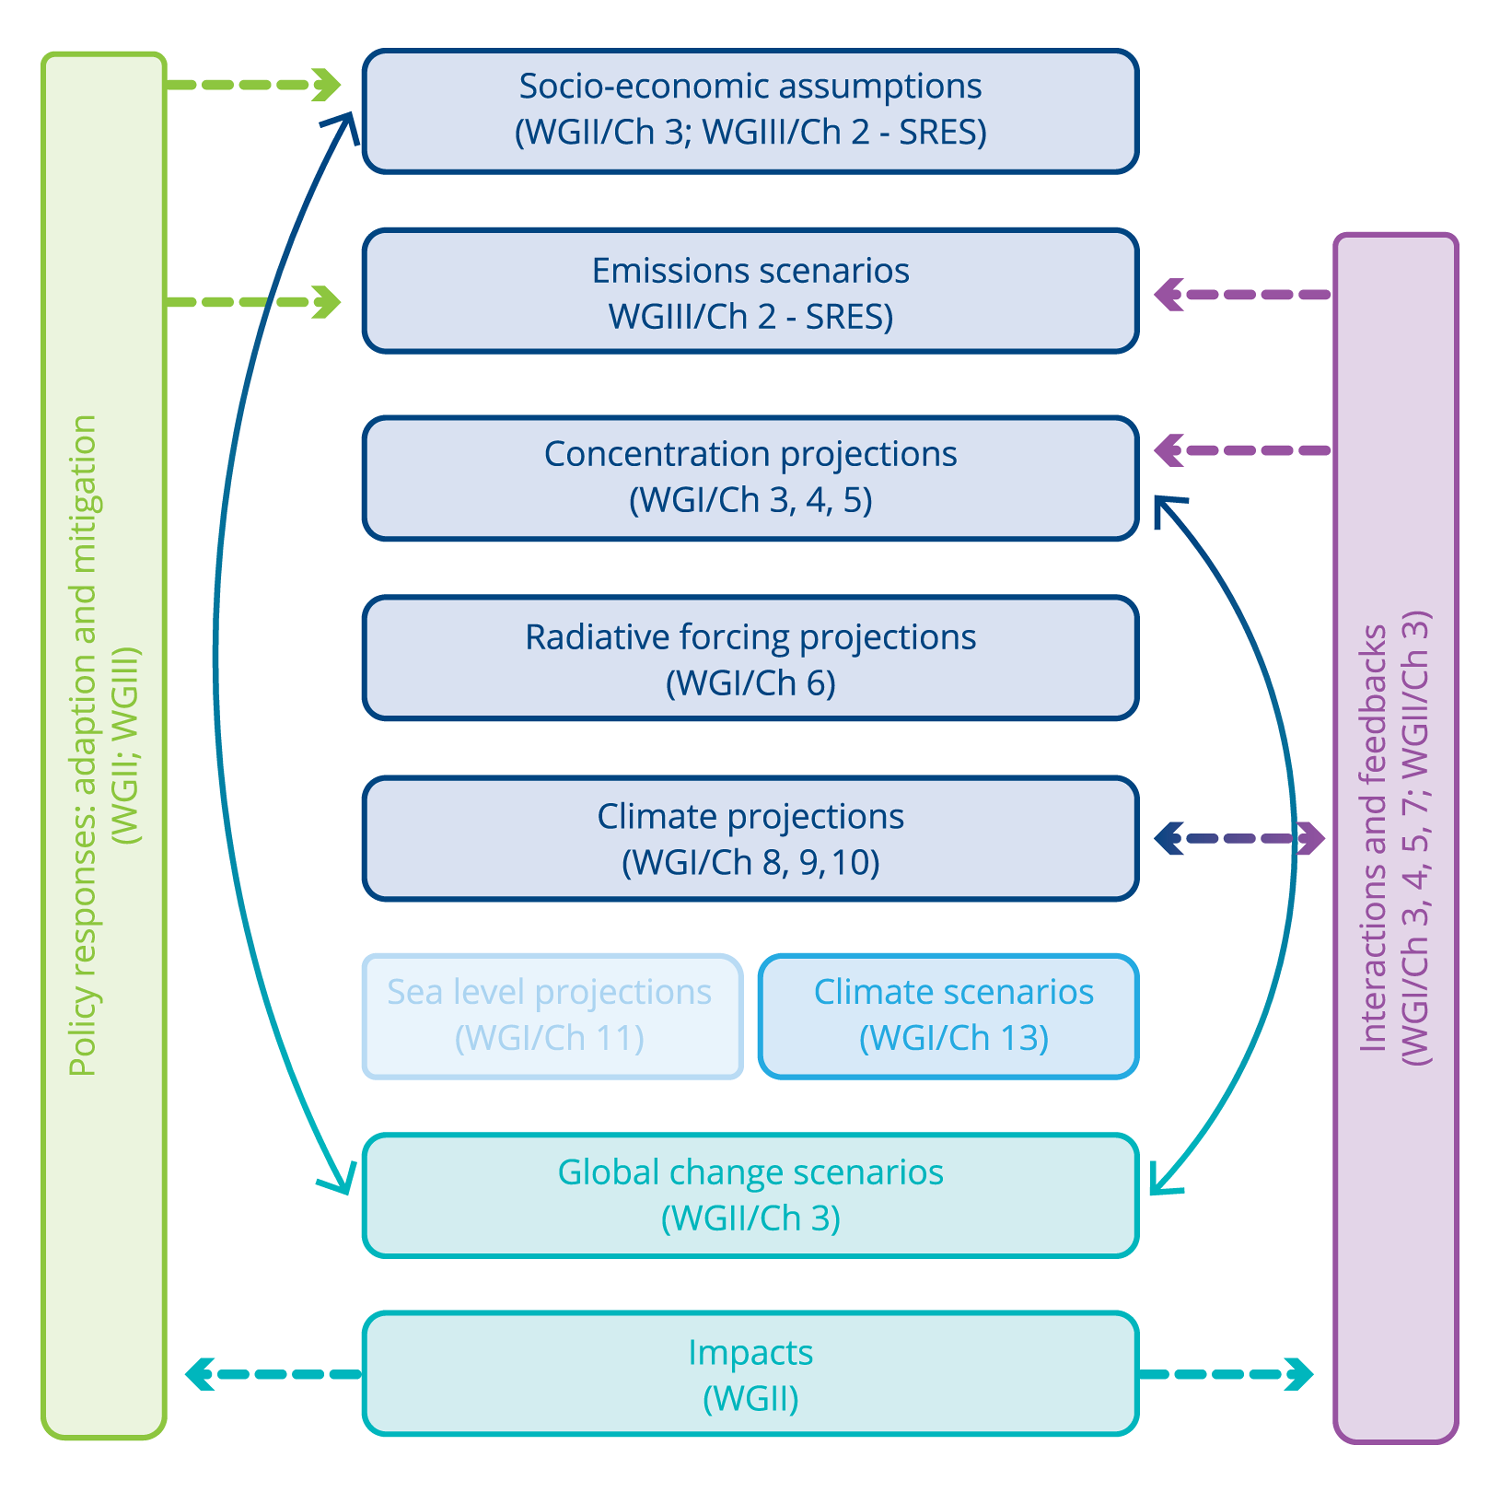 Socio-economic assumptions
(WGII/Ch 3; WGIII/Ch 2 - SRES)
Emissions scenarios
WGIII/Ch 2 - SRES)
Concentration projections
(WGI/Ch 3, 4, 5)
Radiative forcing projections
(WGI/Ch 6)
Climate projections
(WGI/Ch 8, 9, 10)
Sea level projections
(WGI/Ch 11)
Climate scenarios
(WGI/Ch 13)
Global change scenarios
(WGII/Ch 3)
Impacts
(WGII)
Policy responses: adaption and mitigation
(WGII; WGIII)
Interactions and feedbacks
(WGI/Ch 3, 4, 5, 7; WGII/Ch 3)